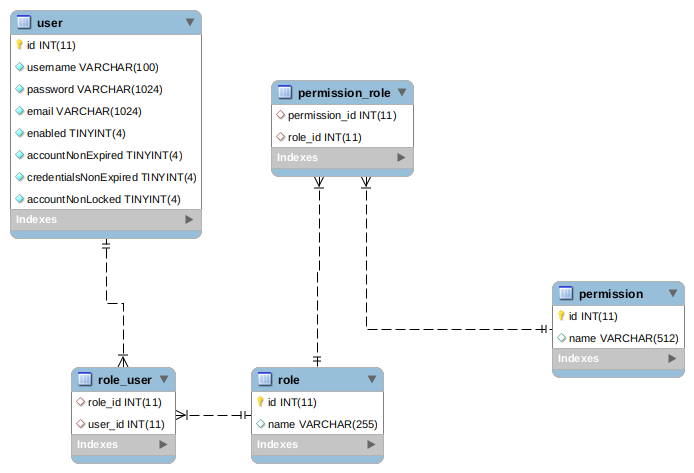 user
id INT(11)
username VARCHAR(100)
password VARCHAR(1024)
email VARCHAR(1024)
enabled TINYINT(4)
accountNonExpired TINYINT(4)
credentialsNonExpired TINYINT(4)
accountNonLocked TINYINT(4)
Indexes
permission_role
permission_id INT(11)
role_id INT(11)
Indexes
permission
id INT(11)
name VARCHAR(512)
Indexes
role_user
role_id INT(11)
user_id INT(11)
Indexes
role
id INT(11)
name VARCHAR(255)
Indexes